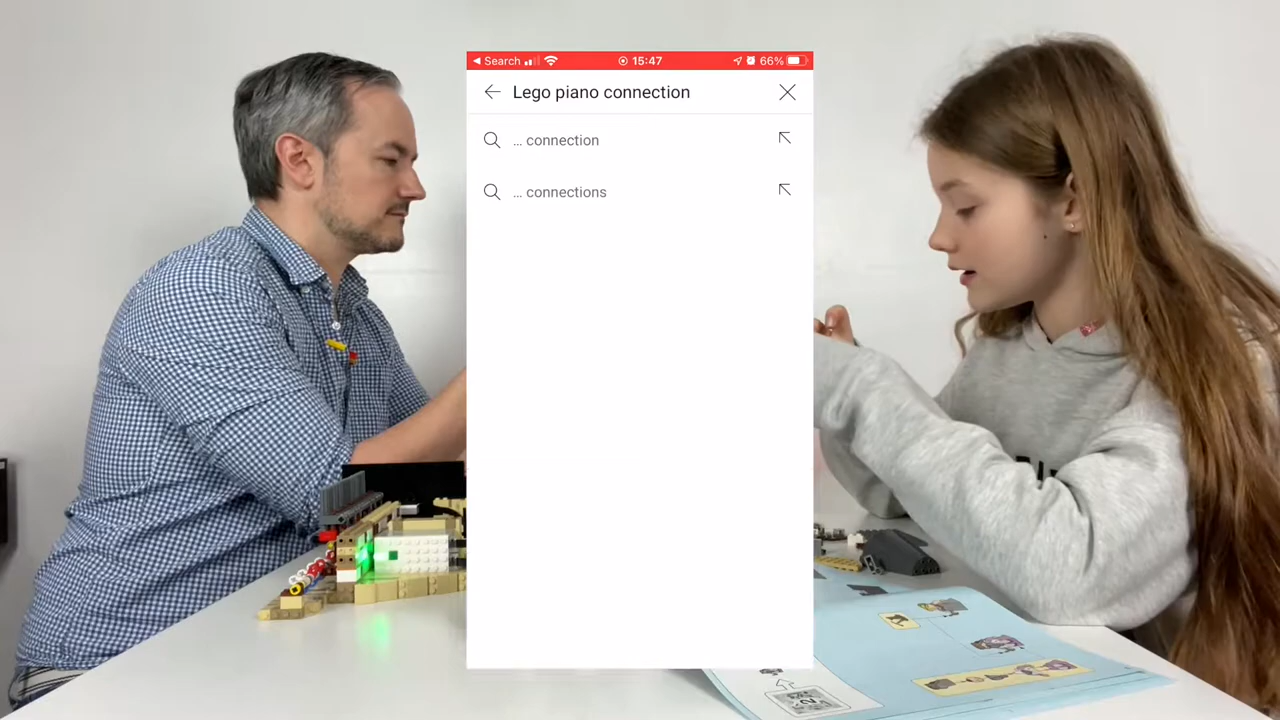 Search 15:47 66%
Lego piano connection
... connection
... connections